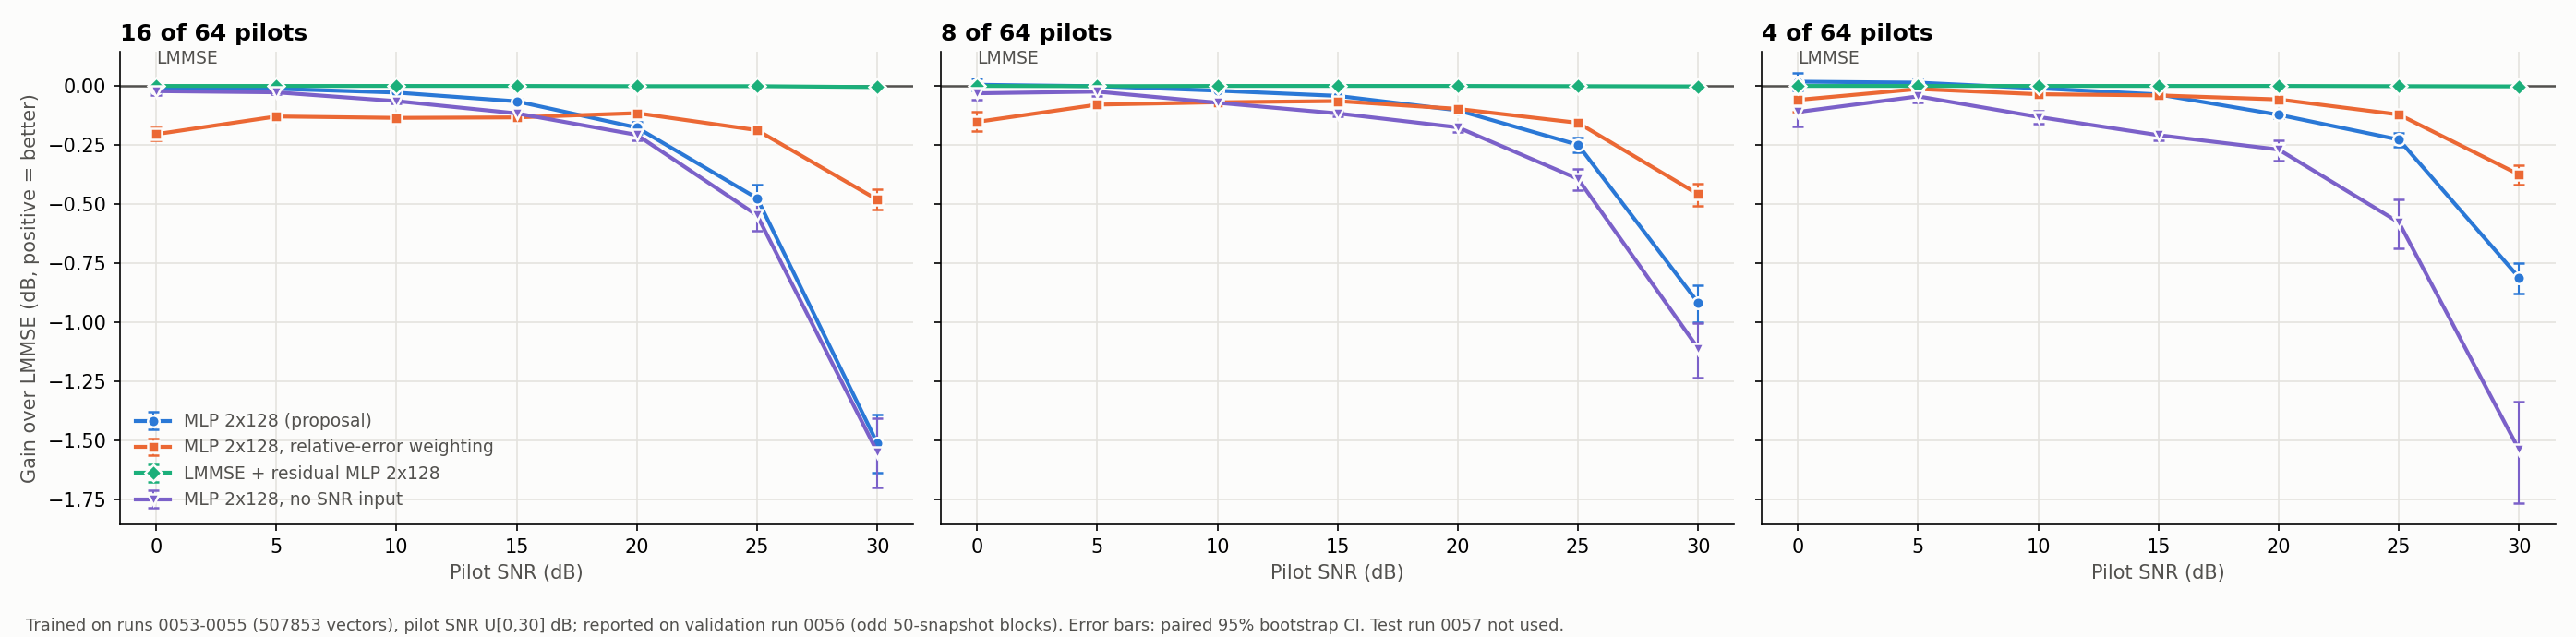 16 of 64 pilots
8 of 64 pilots
4 of 64 pilots
LMMSE
LMMSE
LMMSE
Gain over LMMSE (dB, positive = better)
0.00
−0.25
−0.50
−0.75
−1.00
−1.25
−1.50
−1.75
MLP 2x128 (proposal)
MLP 2x128, relative-error weighting
LMMSE + residual MLP 2x128
MLP 2x128, no SNR input
0 5 10 15 20 25 30
0 5 10 15 20 25 30
0 5 10 15 20 25 30
Pilot SNR (dB)
Pilot SNR (dB)
Pilot SNR (dB)
Trained on runs 0053-0055 (507853 vectors), pilot SNR U[0,30] dB; reported on validation run 0056 (odd 50-snapshot blocks). Error bars: paired 95% bootstrap CI. Test run 0057 not used.